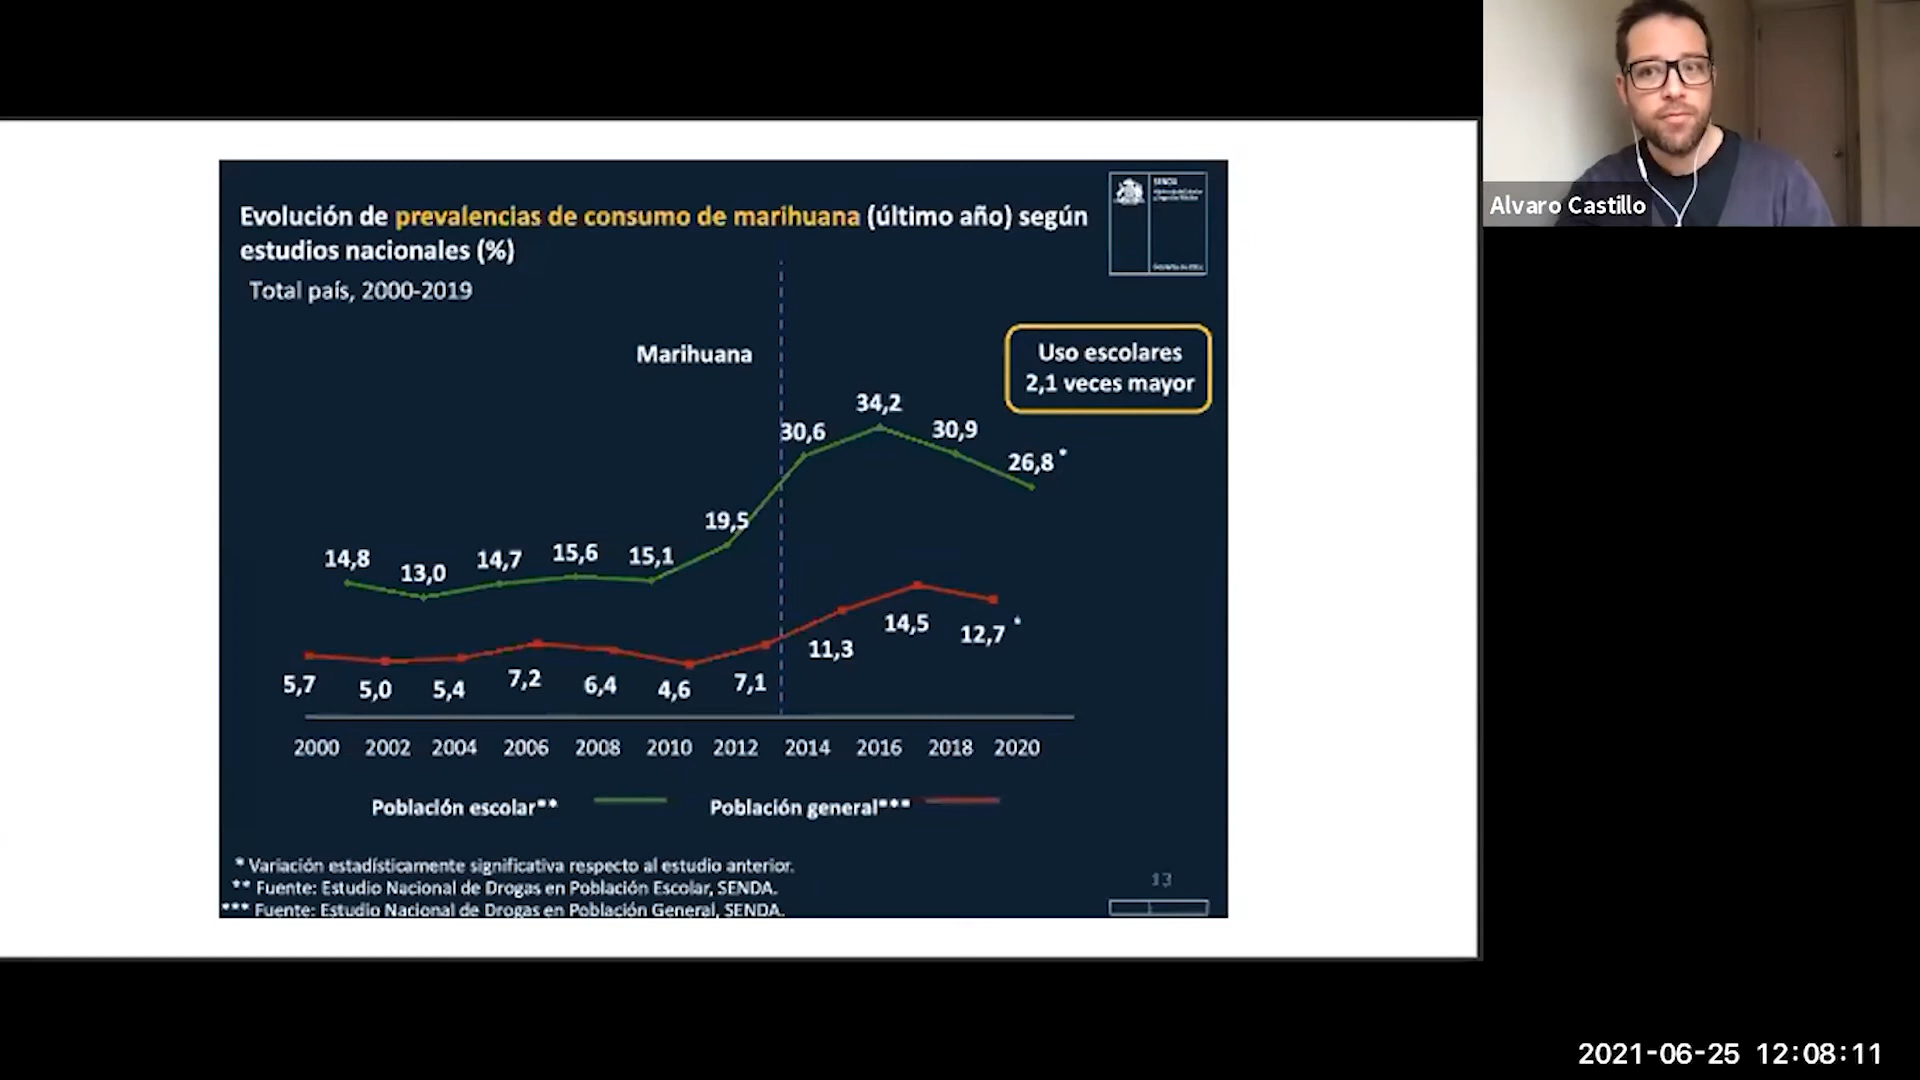 Alvaro Castillo
Evolución de prevalencias de consumo de marihuana (último año) según
estudios nacionales (%)
Total país, 2000-2019
SENDA
Marihuana
Uso escolares
2,1 veces mayor
34,2
30,6
30,9
26,8 *
19,5
14,8
13,0
14,7
15,6
15,1
5,7
5,0
5,4
7,2
6,4
4,6
7,1
11,3
14,5
12,7 *
2000 2002 2004 2006 2008 2010 2012 2014 2016 2018 2020
Población escolar** Población general***
* Variación estadísticamente significativa respecto al estudio anterior.
** Fuente: Estudio Nacional de Drogas en Población Escolar, SENDA.
*** Fuente: Estudio Nacional de Drogas en Población General, SENDA.
13
2021-06-25 12:08:11